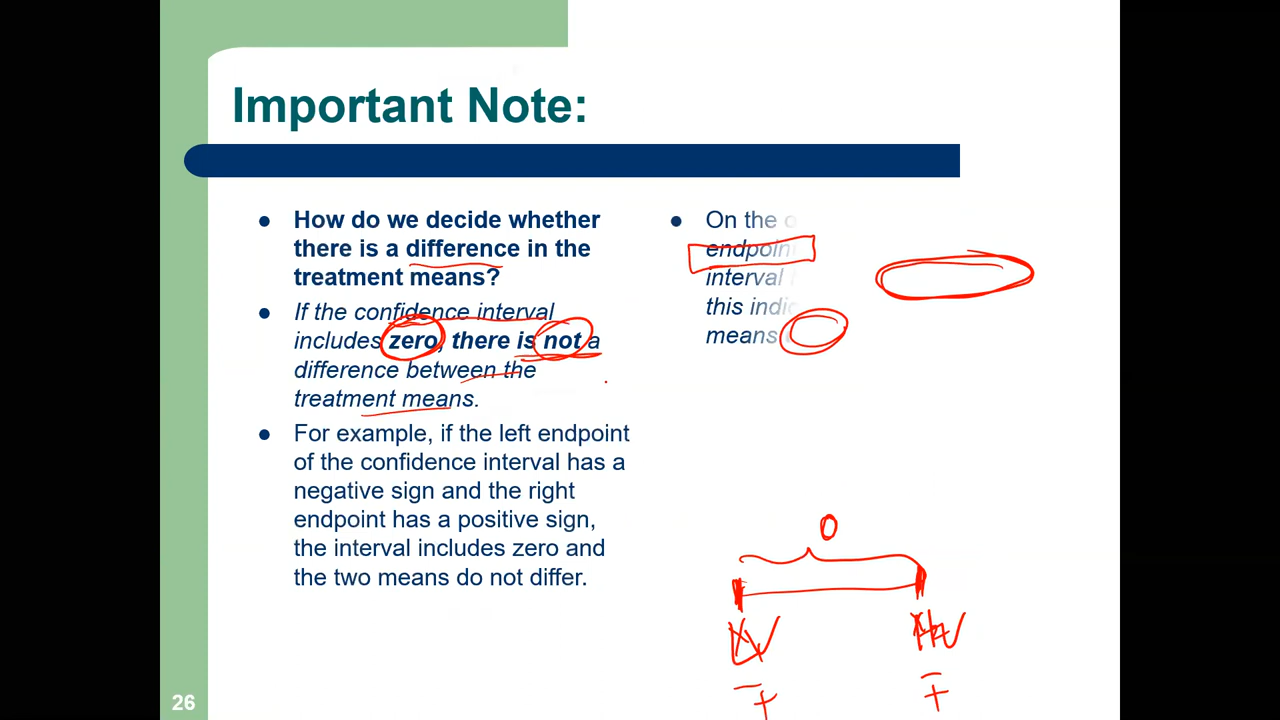 Important Note:
How do we decide whether
there is a difference in the
treatment means?
If the confidence interval
includes zero, there is not a
difference between the
treatment means.
For example, if the left endpoint
of the confidence interval has a
negative sign and the right
endpoint has a positive sign,
the interval includes zero and
the two means do not differ.
On the
interval
means
0
- -
+ +
26